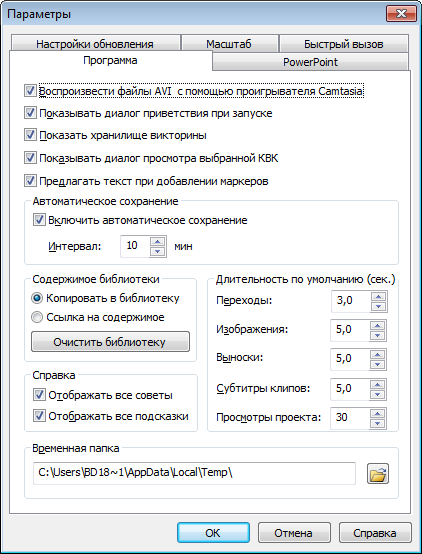 Параметры
Настройки обновления Масштаб Быстрый вызов
Программа PowerPoint
Воспроизвести файлы AVI с помощью проигрывателя Camtasia
Показывать диалог приветствия при запуске
Показать хранилище викторины
Показывать диалог просмотра выбранной КВК
Предлагать текст при добавлении маркеров
Автоматическое сохранение
Включить автоматическое сохранение
Интервал: 10 мин
Содержимое библиотеки
Копировать в библиотеку
Ссылка на содержимое
Очистить библиотеку
Справка
Отображать все советы
Отображать все подсказки
Длительность по умолчанию (сек.)
Переходы: 3,0
Изображения: 5,0
Выноски: 5,0
Субтитры клипов: 5,0
Просмотры проекта: 30
Временная папка
C:\Users\BD18~1\AppData\Local\Temp\
OK Отмена Справка